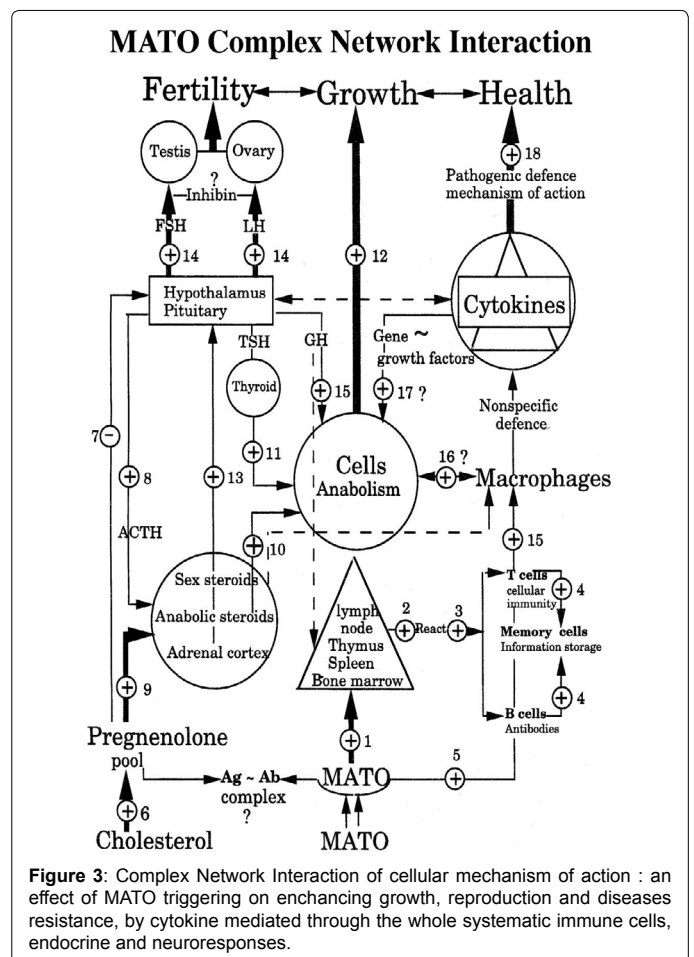 MATO Complex Network Interaction
Fertility Growth Health
Testis Ovary
?
Inhibin
FSH LH
+ 14 + 14
+ 12
+ 18
Pathogenic defence
mechanism of action
Hypothalamus
Pituitary
Cytokines
TSH GH
Gene ~
growth factors
Thyroid
+ 15
+ 17 ?
Nonspecific
defence
7 -
+ 8
+ 13
+ 11
Cells
Anabolism
16 ?
+
Macrophages
ACTH
+ 10
+ 15
Sex steroids
Anabolic steroids
Adrenal cortex
lymph
node
Thymus
Spleen
Bone marrow
2
+ React +
3
T cells
cellular
immunity
+ 4
Memory cells
Information storage
+ 4
B cells
Antibodies
+ 9
Pregnenolone
pool
+ 1
5
+
Ag ~ Ab
complex
?
MATO
+ 6
Cholesterol
MATO
Figure 3: Complex Network Interaction of cellular mechanism of action : an
effect of MATO triggering on enchancing growth, reproduction and diseases
resistance, by cytokine mediated through the whole systematic immune cells,
endocrine and neuroresponses.